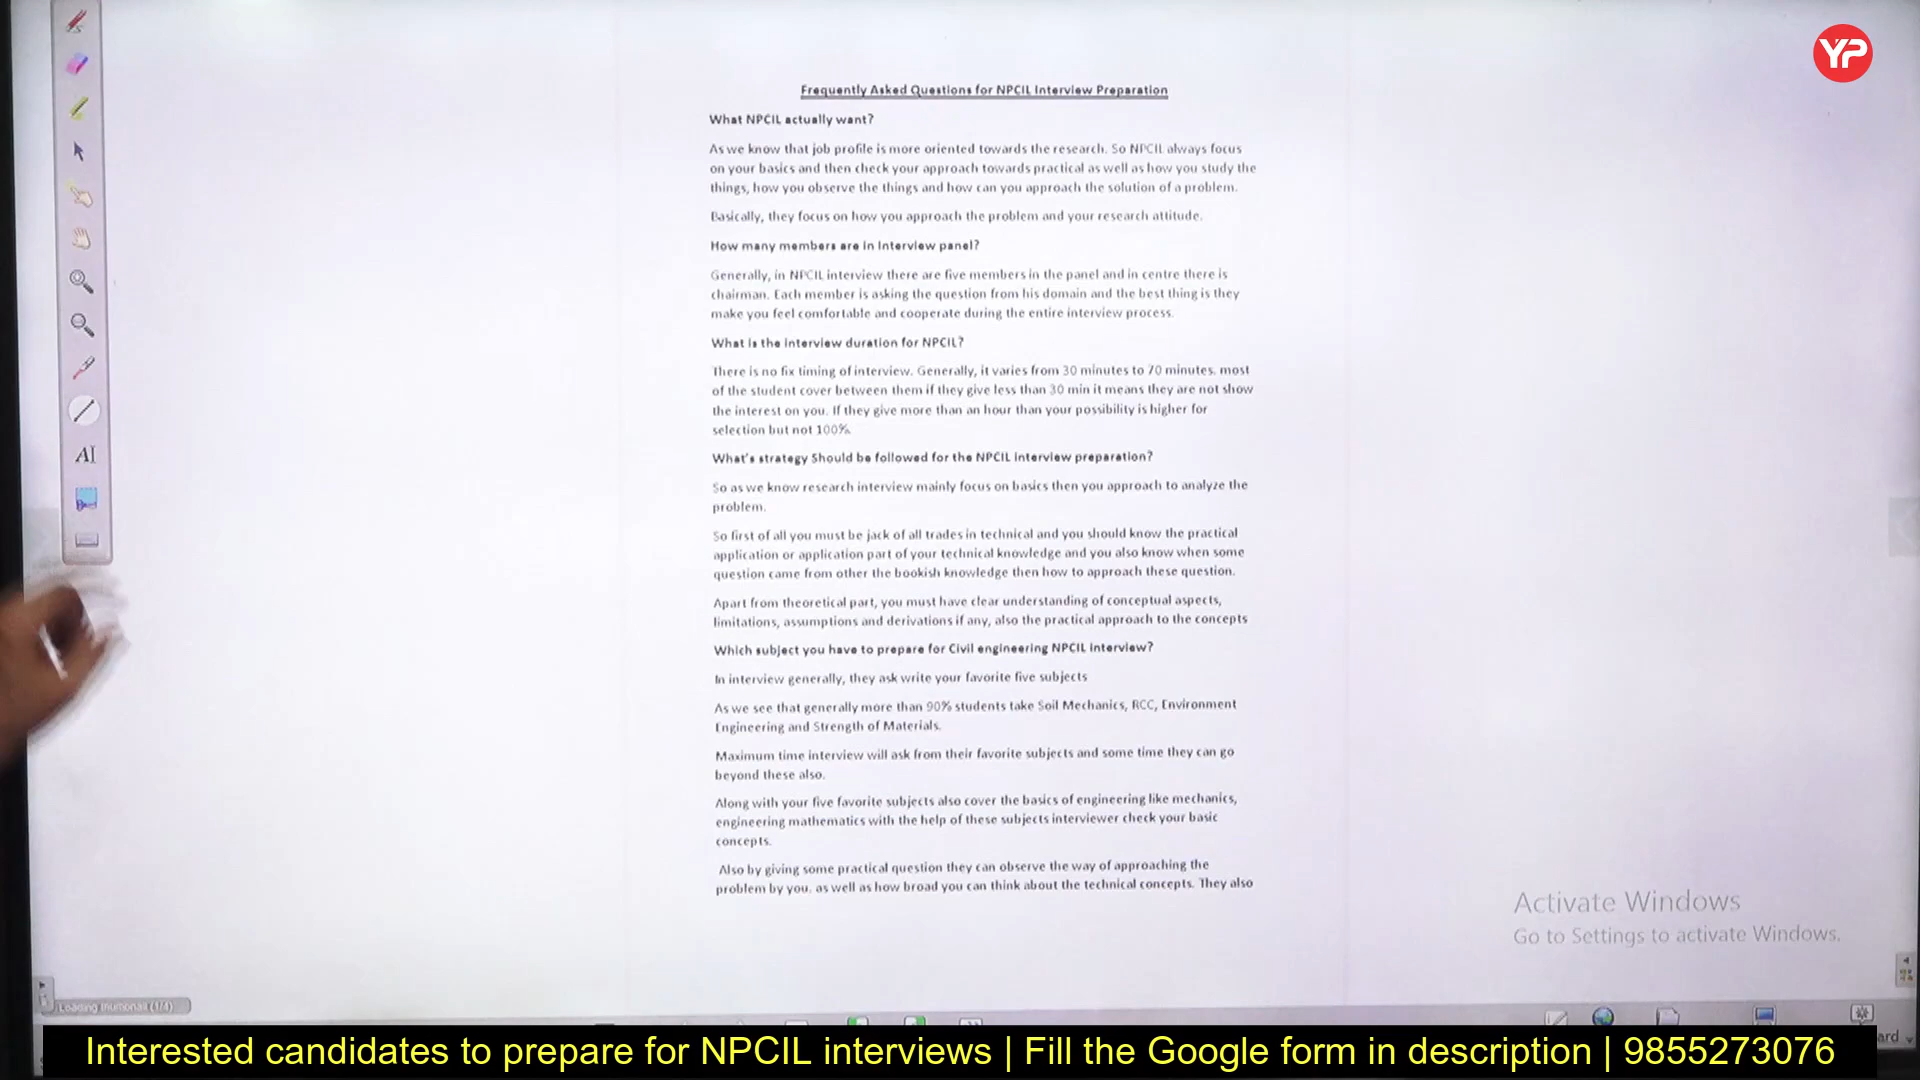 YP
Frequently Asked Questions for NPCIL Interview Preparation
What NPCIL actually want?
As we know that job profile is more oriented towards the research. So NPCIL always focus
on your basics and then check your approach towards practical as well as how you study the
things, how you observe the things and how can you approach the solution of a problem.
Basically, they focus on how you approach the problem and your research attitude.
How many members are in Interview panel?
Generally, in NPCIL interview there are five members in the panel and in centre there is
chairman. Each member is asking the question from his domain and the best thing is they
make you feel comfortable and cooperate during the entire interview process.
What is the interview duration for NPCIL?
There is no fix timing of interview. Generally, it varies from 30 minutes to 70 minutes. most
of the student cover between them if they give less than 30 min it means they are not show
the interest on you. If they give more than an hour than your possibility is higher for
selection but not 100%.
What's strategy Should be followed for the NPCIL interview preparation?
So as we know research interview mainly focus on basics then you approach to analyze the
problem.
So first of all you must be jack of all trades in technical and you should know the practical
application or application part of your technical knowledge and you also know when some
question came from other the bookish knowledge then how to approach these question.
Apart from theoretical part, you must have clear understanding of conceptual aspects,
limitations, assumptions and derivations if any, also the practical approach to the concepts
Which subject you have to prepare for Civil engineering NPCIL interview?
In interview generally, they ask write your favorite five subjects
As we see that generally more than 90% students take Soil Mechanics, RCC, Environment
Engineering and Strength of Materials.
Maximum time interview will ask from their favorite subjects and some time they can go
beyond these also.
Along with your five favorite subjects also cover the basics of engineering like mechanics,
engineering mathematics with the help of these subjects interviewer check your basic
concepts.
Also by giving some practical question they can observe the way of approaching the
problem by you. as well as how broad you can think about the technical concepts. They also
AI
Activate Windows
Go to Settings to activate Windows.
Loading thumbnail (1/4)
ard
Interested candidates to prepare for NPCIL interviews | Fill the Google form in description | 9855273076